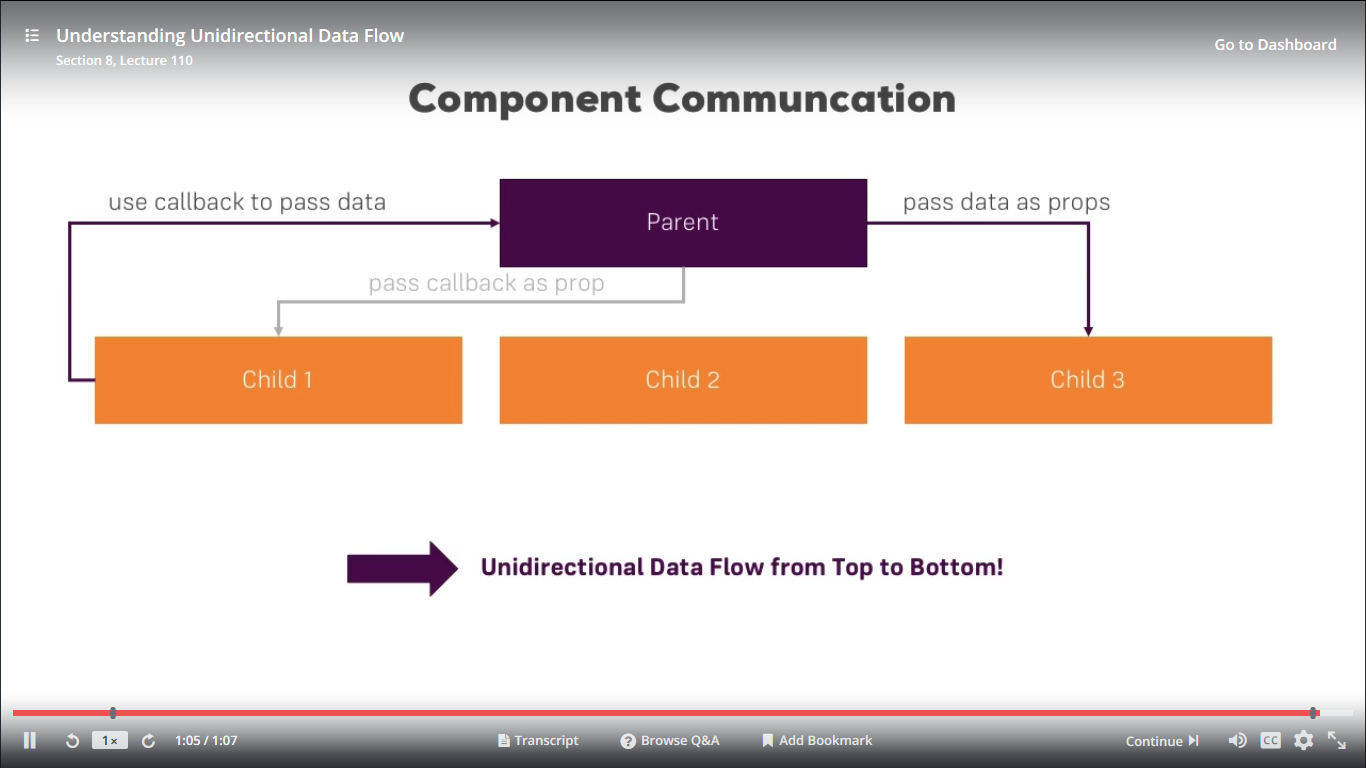 Understanding Unidirectional Data Flow
Section 8, Lecture 110
Go to Dashboard
Component Communcation
use callback to pass data
Parent
pass data as props
pass callback as prop
Child 1
Child 2
Child 3
Unidirectional Data Flow from Top to Bottom!
1x
1:05 / 1:07
Transcript
Browse Q&A
Add Bookmark
Continue
CC